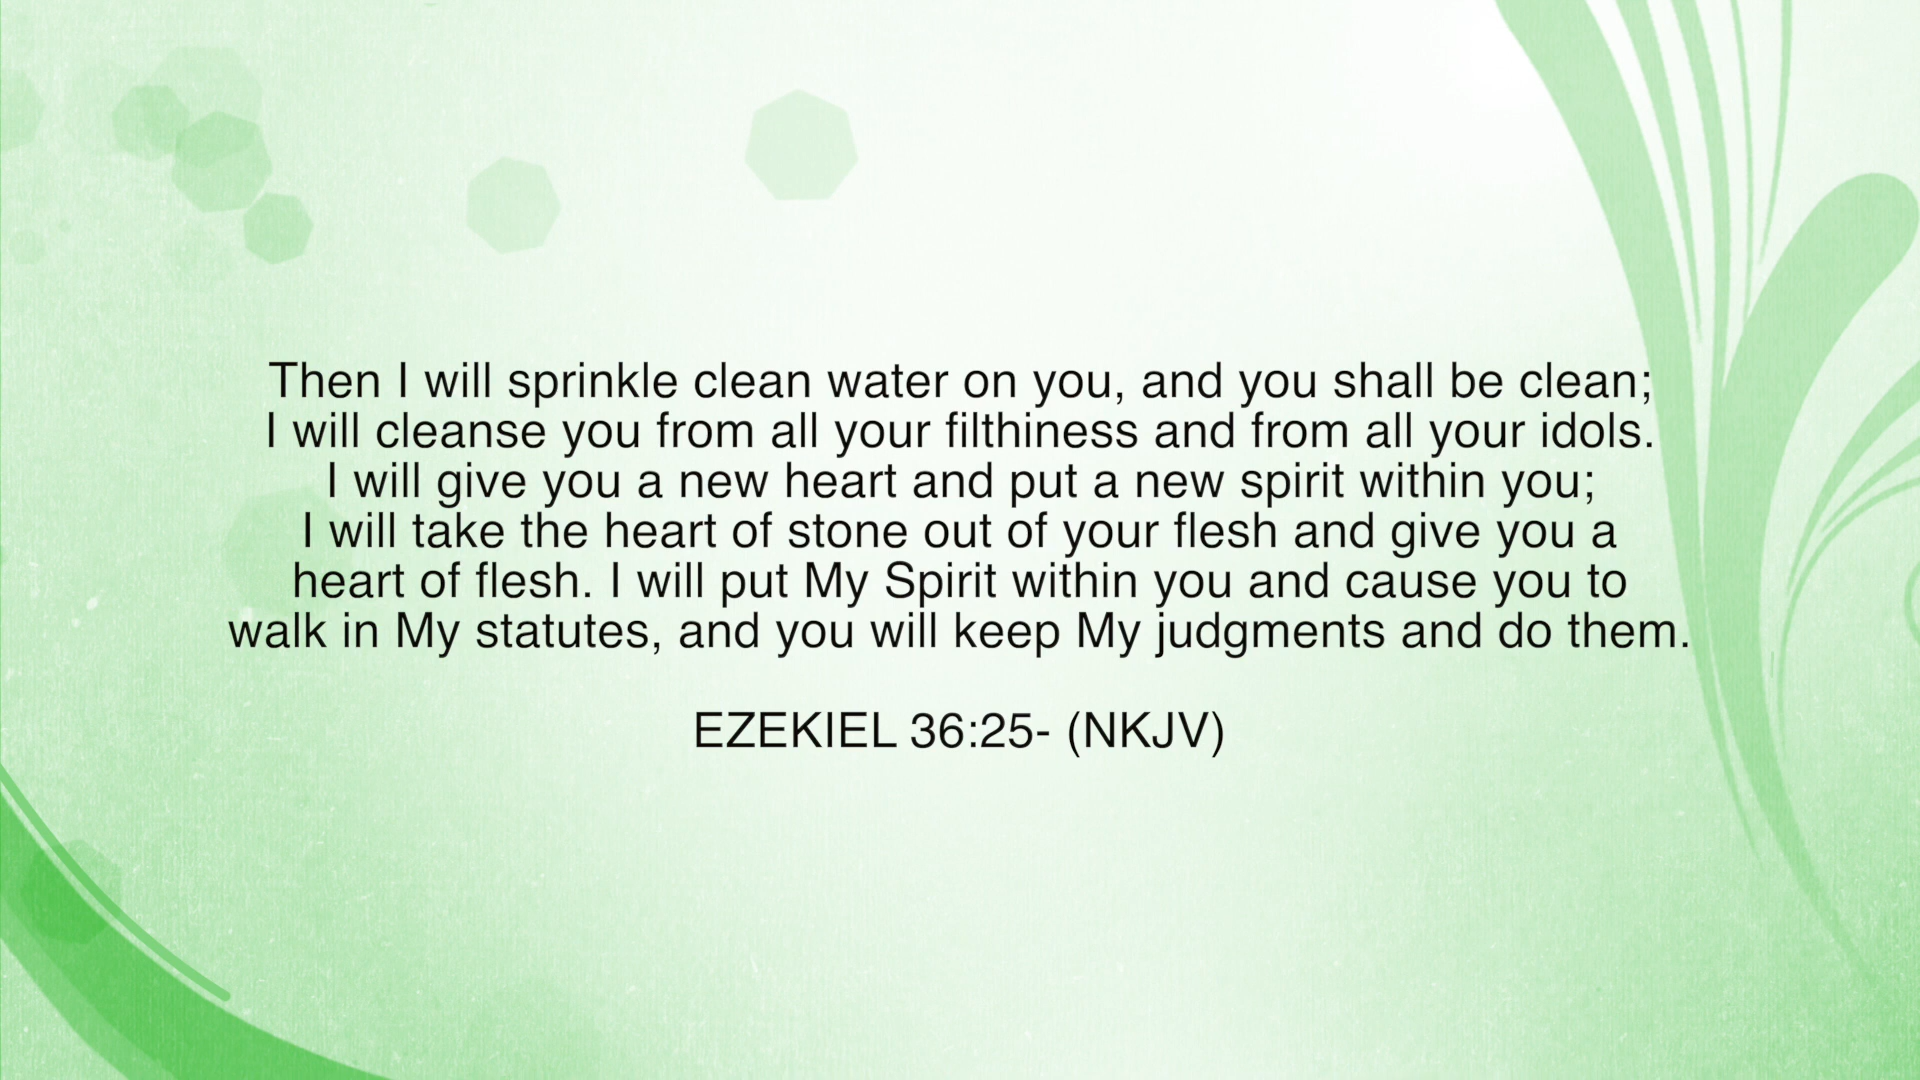 Then I will sprinkle clean water on you, and you shall be clean;
I will cleanse you from all your filthiness and from all your idols.
I will give you a new heart and put a new spirit within you;
I will take the heart of stone out of your flesh and give you a
heart of flesh. I will put My Spirit within you and cause you to
walk in My statutes, and you will keep My judgments and do them.
EZEKIEL 36:25- (NKJV)